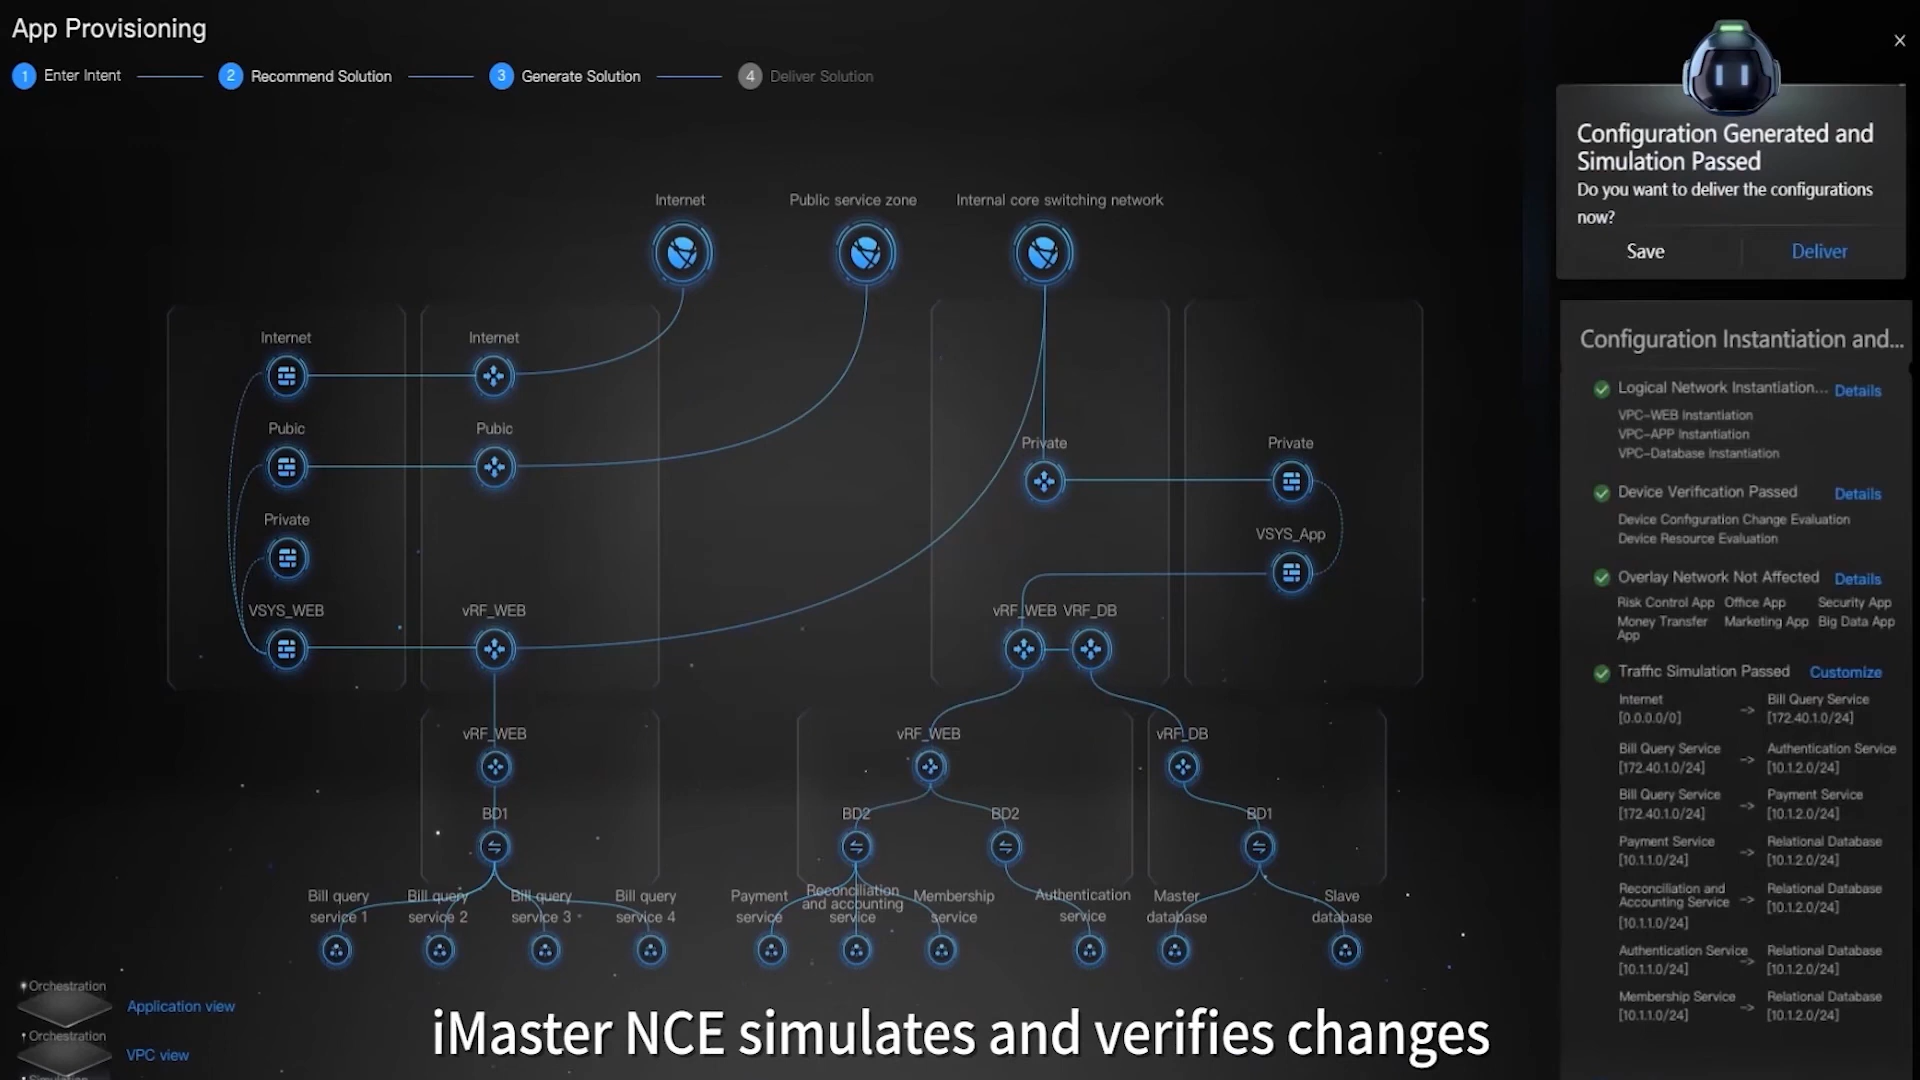 App Provisioning
1 Enter Intent
2 Recommend Solution
3 Generate Solution
4 Deliver Solution
Configuration Generated and
Simulation Passed
Do you want to deliver the configurations
now?
Save
Deliver
Internet
Public service zone
Internal core switching network
Internet
Internet
Pubic
Pubic
Private
Private
Private
VSYS_App
VSYS_WEB
vRF_WEB
vRF_WEB
VRF_DB
vRF_WEB
vRF_WEB
vRF_DB
BD1
BD2
BD2
BD1
Bill query
service 1
Bill query
service 2
Bill query
service 3
Bill query
service 4
Payment
service
Reconciliation
and accounting
service
Membership
service
Authentication
service
Master
database
Slave
database
Configuration Instantiation and...
Logical Network Instantiation... Details
VPC-WEB Instantiation
VPC-APP Instantiation
VPC-Database Instantiation
Device Verification Passed Details
Device Configuration Change Evaluation
Device Resource Evaluation
Overlay Network Not Affected Details
Risk Control App Office App Security App
Money Transfer App Marketing App Big Data App
Traffic Simulation Passed Customize
Internet -> Bill Query Service
[0.0.0.0/0] [172.40.1.0/24]
Bill Query Service -> Authentication Service
[172.40.1.0/24] [10.1.2.0/24]
Bill Query Service -> Payment Service
[172.40.1.0/24] [10.1.2.0/24]
Payment Service -> Relational Database
[10.1.1.0/24] [10.1.2.0/24]
Reconciliation and
Accounting Service -> Relational Database
[10.1.1.0/24] [10.1.2.0/24]
Authentication Service -> Relational Database
[10.1.1.0/24] [10.1.2.0/24]
Membership Service -> Relational Database
[10.1.1.0/24] [10.1.2.0/24]
Orchestration
Application view
Orchestration
VPC view
iMaster NCE simulates and verifies changes